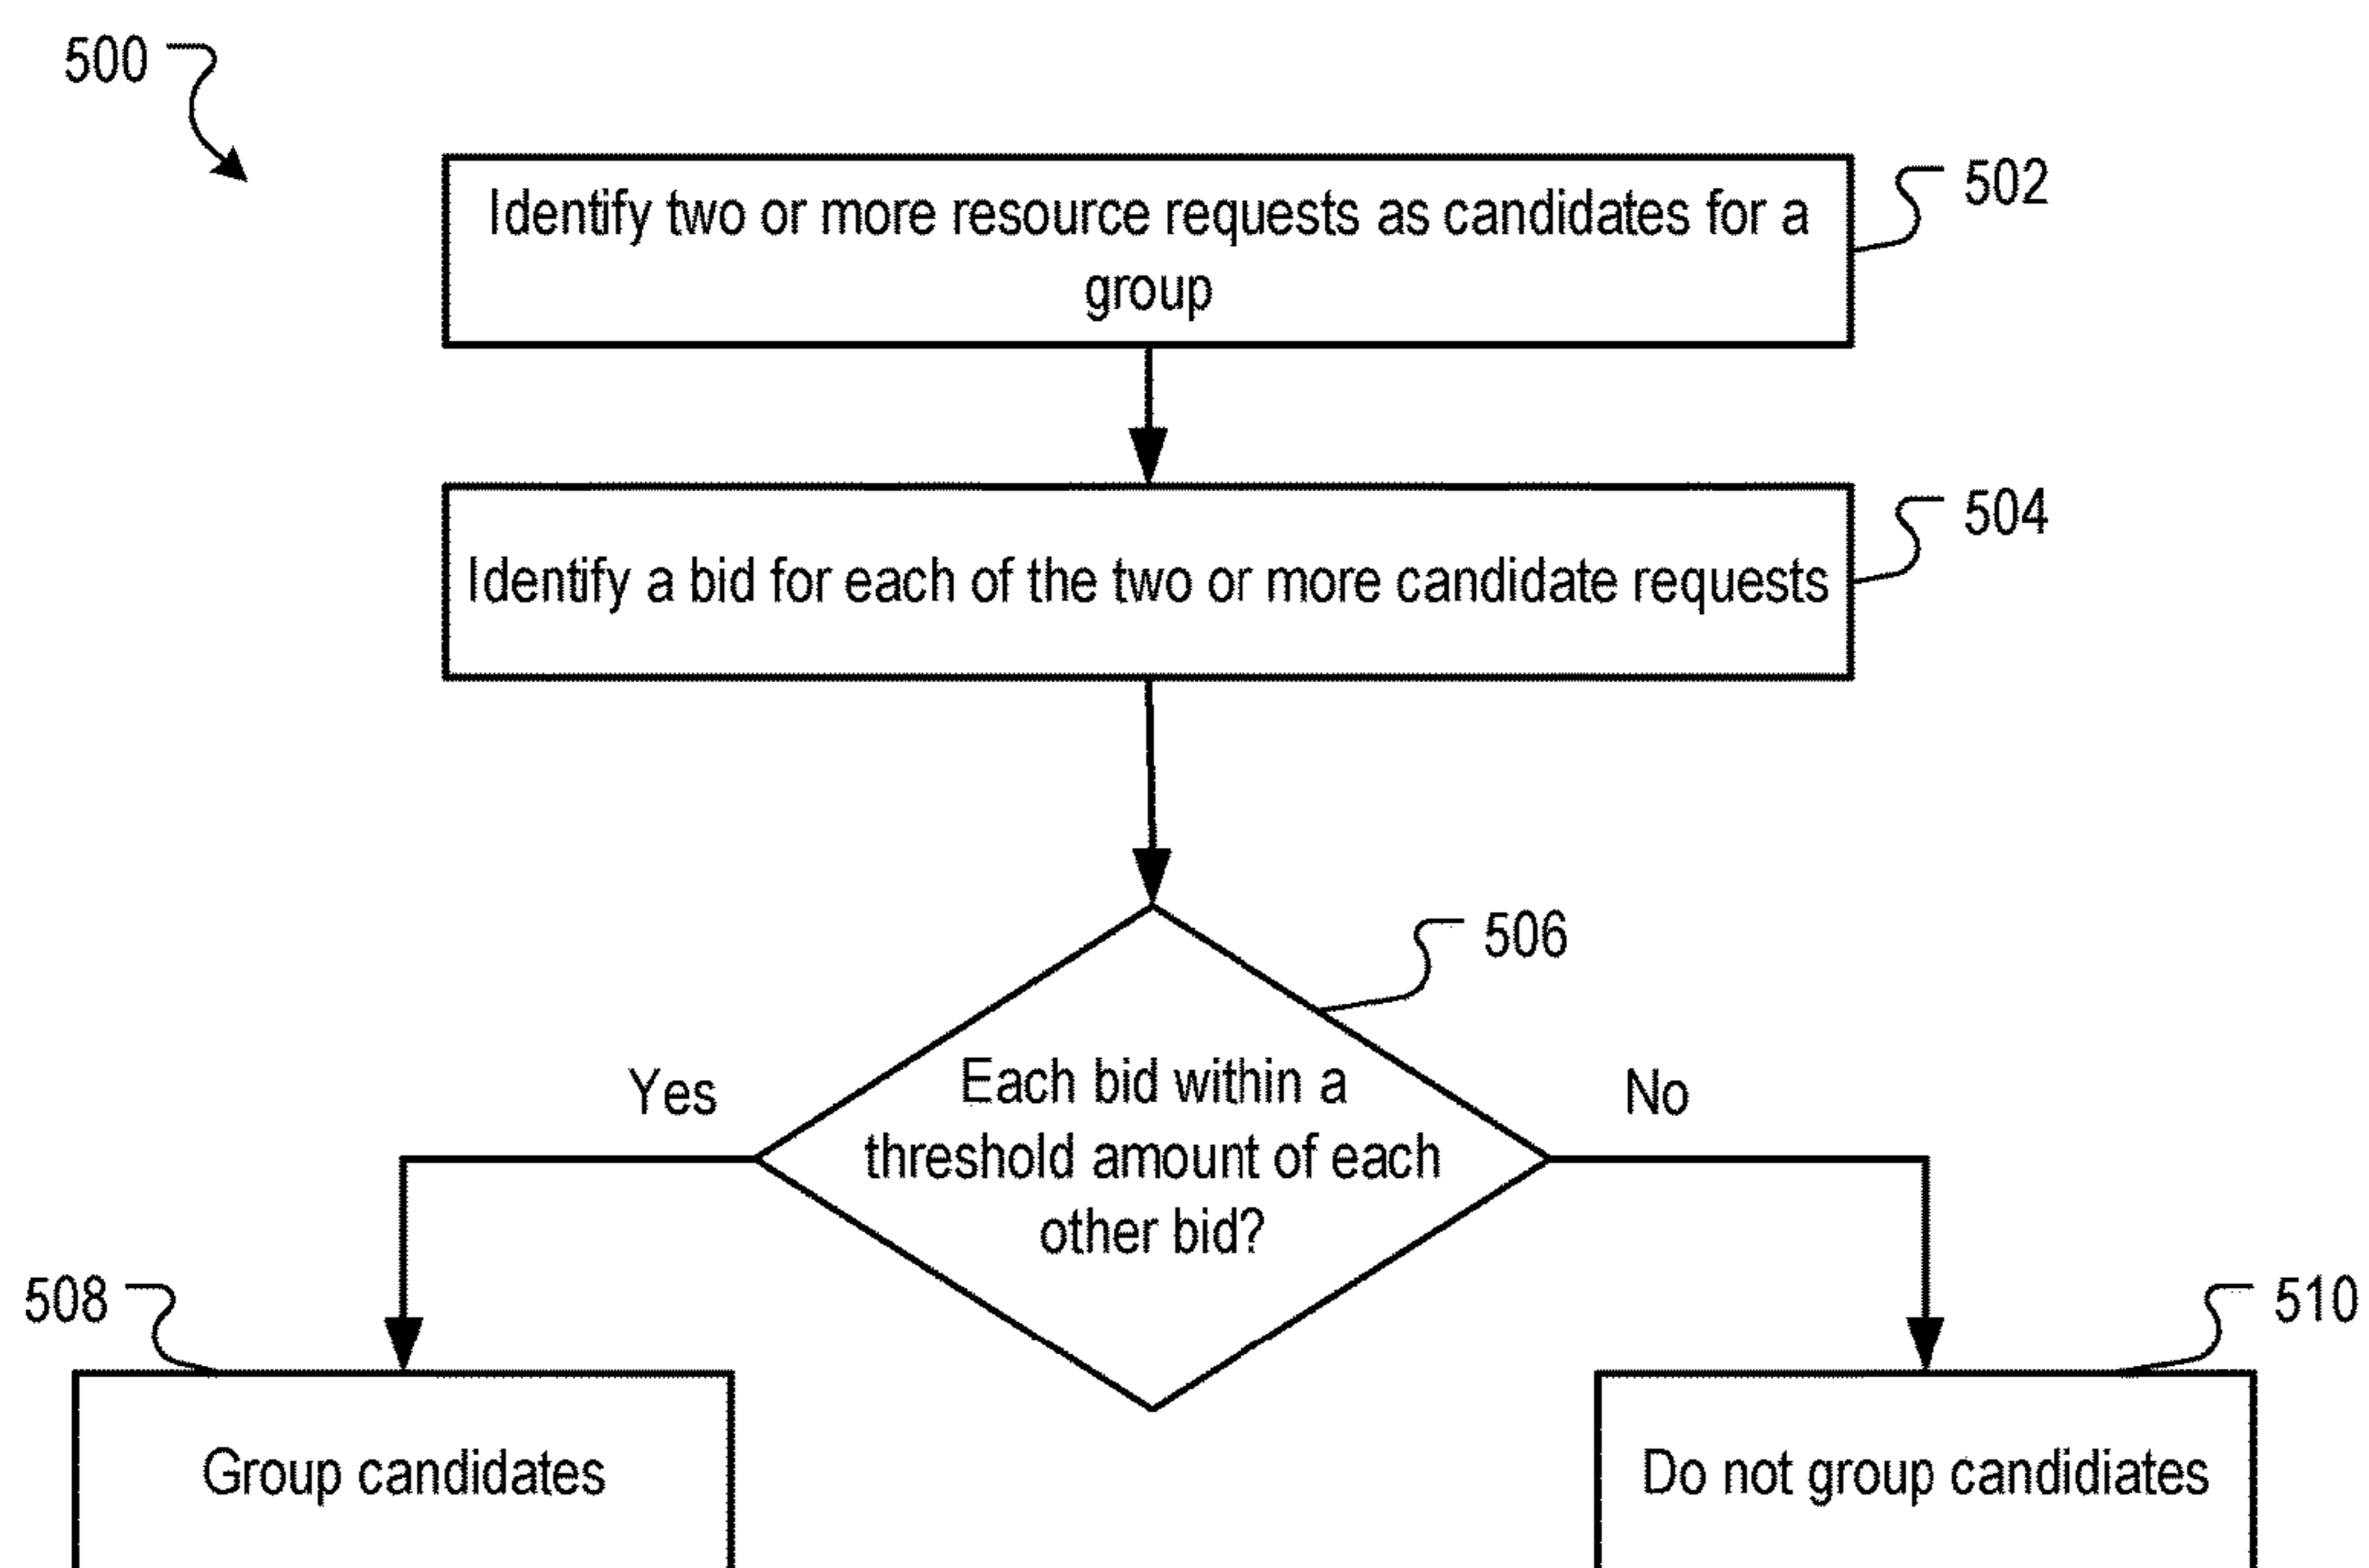 500
Identify two or more resource requests as candidates for a
group
502
Identify a bid for each of the two or more candidate requests
504
506
Each bid within a
threshold amount of each
other bid?
Yes
No
508
Group candidates
510
Do not group candidiates